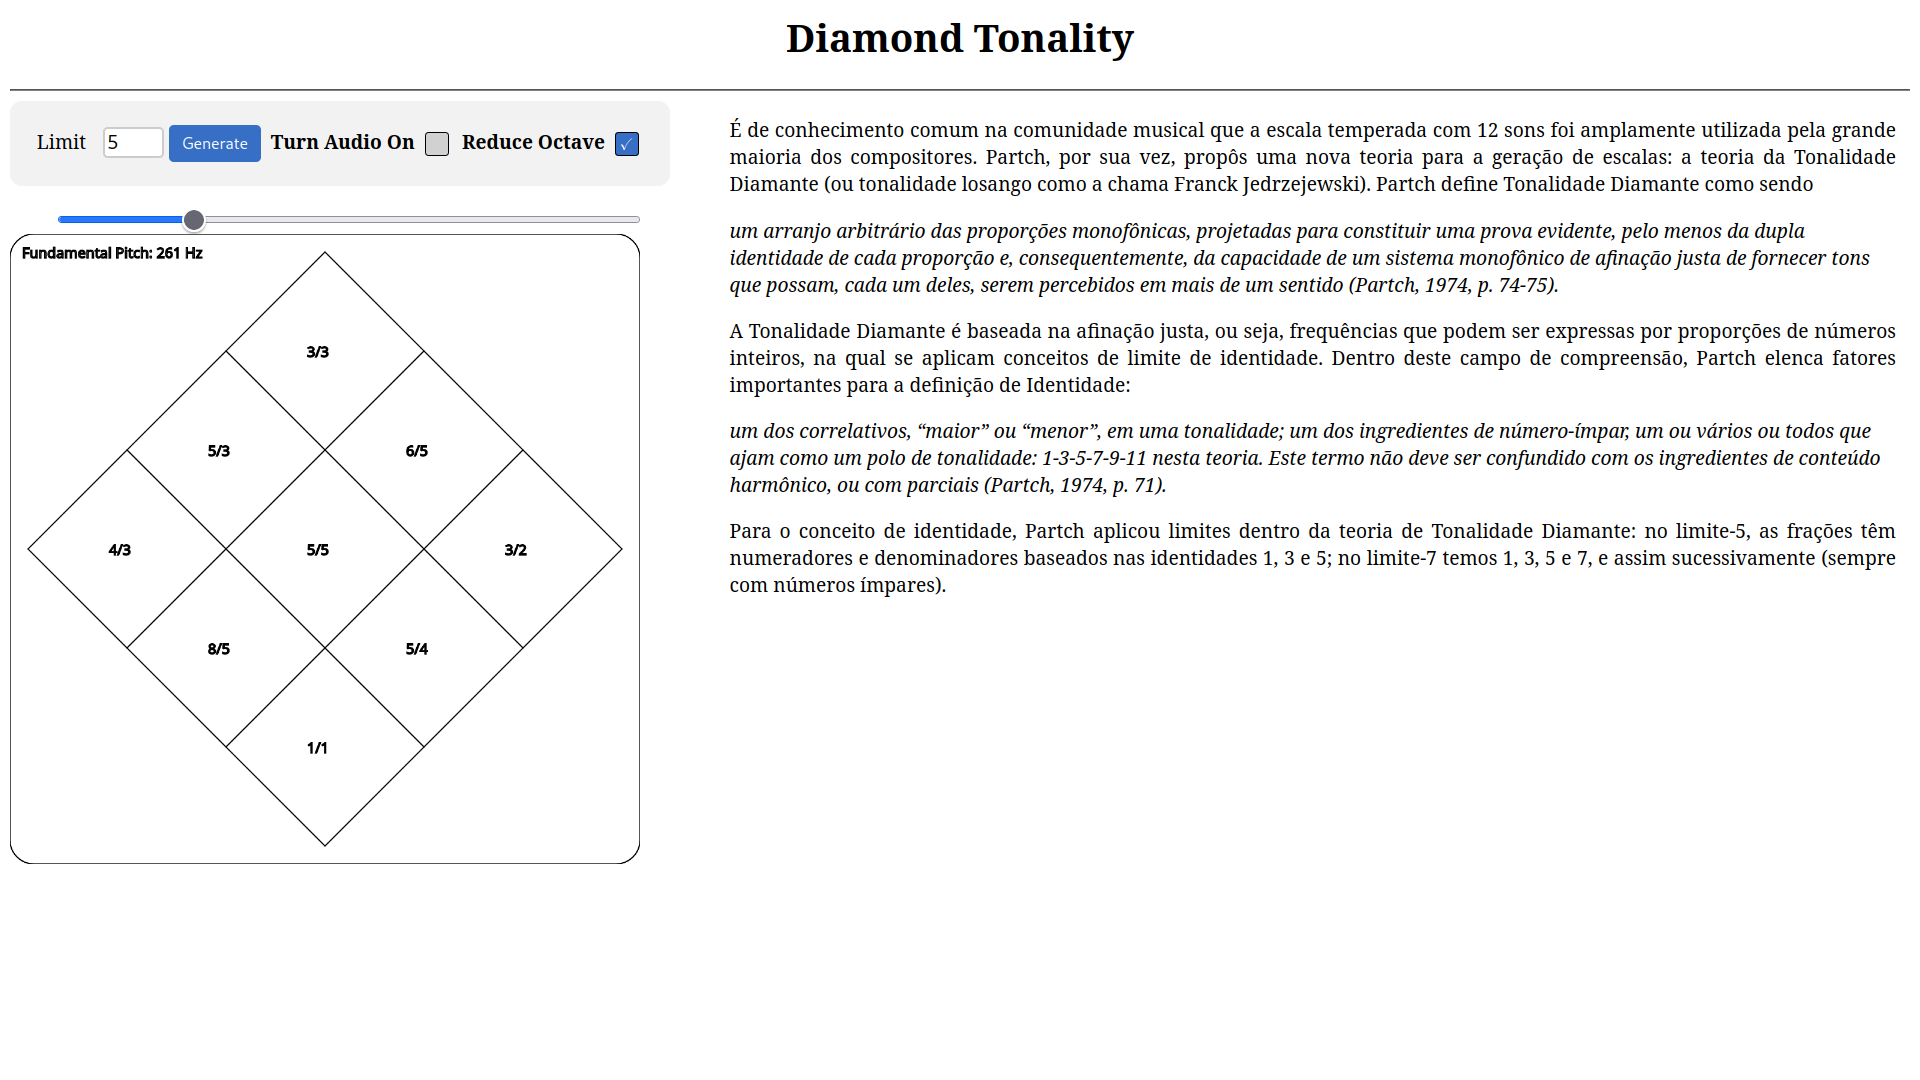 Diamond Tonality
Limit 5 Generate Turn Audio On Reduce Octave ✓
Fundamental Pitch: 261 Hz
3/3
5/3 6/5
4/3 5/5 3/2
8/5 5/4
1/1
É de conhecimento comum na comunidade musical que a escala temperada com 12 sons foi amplamente utilizada pela grande
maioria dos compositores. Partch, por sua vez, propôs uma nova teoria para a geração de escalas: a teoria da Tonalidade
Diamante (ou tonalidade losango como a chama Franck Jedrzejewski). Partch define Tonalidade Diamante como sendo
um arranjo arbitrário das proporções monofônicas, projetadas para constituir uma prova evidente, pelo menos da dupla
identidade de cada proporção e, consequentemente, da capacidade de um sistema monofônico de afinação justa de fornecer tons
que possam, cada um deles, serem percebidos em mais de um sentido (Partch, 1974, p. 74-75).
A Tonalidade Diamante é baseada na afinação justa, ou seja, frequências que podem ser expressas por proporções de números
inteiros, na qual se aplicam conceitos de limite de identidade. Dentro deste campo de compreensão, Partch elenca fatores
importantes para a definição de Identidade:
um dos correlativos, “maior” ou “menor”, em uma tonalidade; um dos ingredientes de número-ímpar, um ou vários ou todos que
ajam como um polo de tonalidade: 1-3-5-7-9-11 nesta teoria. Este termo não deve ser confundido com os ingredientes de conteúdo
harmônico, ou com parciais (Partch, 1974, p. 71).
Para o conceito de identidade, Partch aplicou limites dentro da teoria de Tonalidade Diamante: no limite-5, as frações têm
numeradores e denominadores baseados nas identidades 1, 3 e 5; no limite-7 temos 1, 3, 5 e 7, e assim sucessivamente (sempre
com números ímpares).